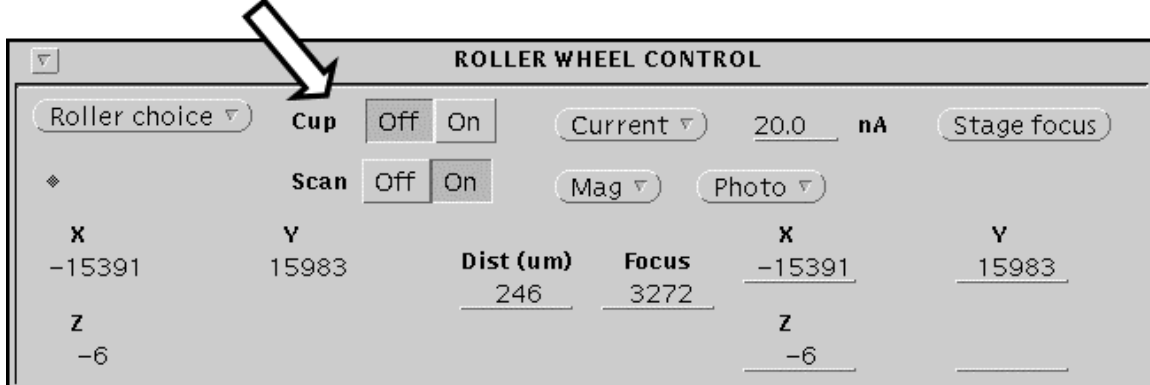 ROLLER WHEEL CONTROL
Roller choice Cup Off On Current 20.0 nA Stage focus
Scan Off On Mag Photo
X Y X Y
-15391 15983 Dist (um) Focus -15391 15983
246 3272
Z Z
-6 -6